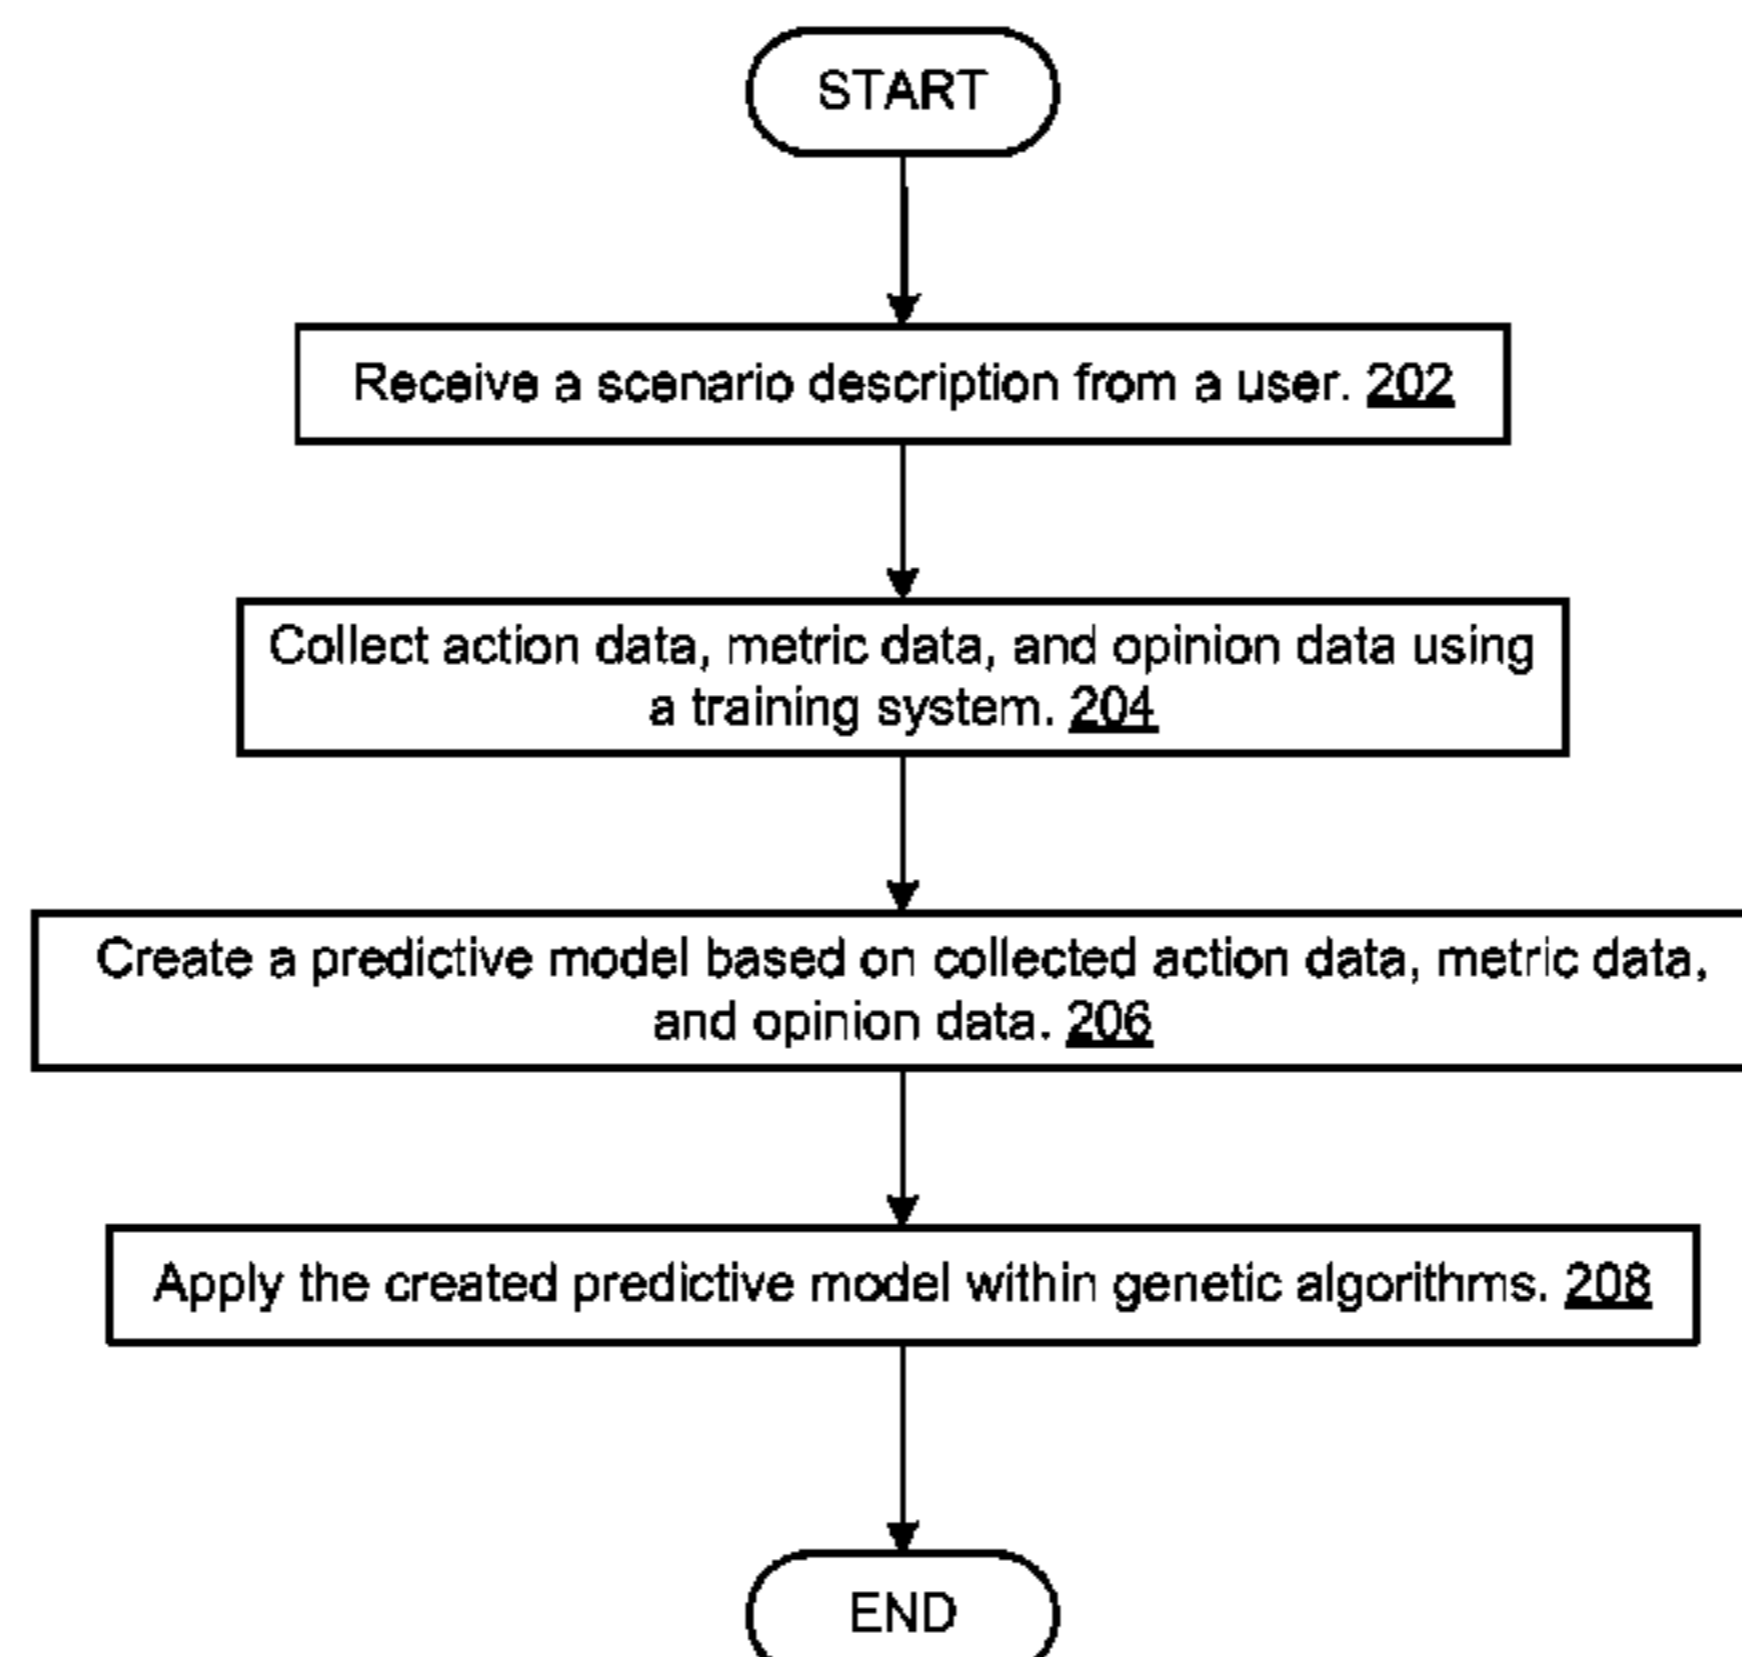 START
Receive a scenario description from a user. 202
Collect action data, metric data, and opinion data using
a training system. 204
Create a predictive model based on collected action data, metric data,
and opinion data. 206
Apply the created predictive model within genetic algorithms. 208
END